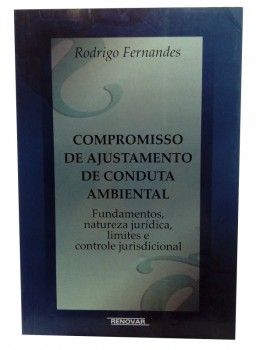 Rodrigo Fernandes
COMPROMISSO
DE AJUSTAMENTO
DE CONDUTA
AMBIENTAL
Fundamentos,
natureza jurídica,
limites e
controle jurisdicional
RENOVAR